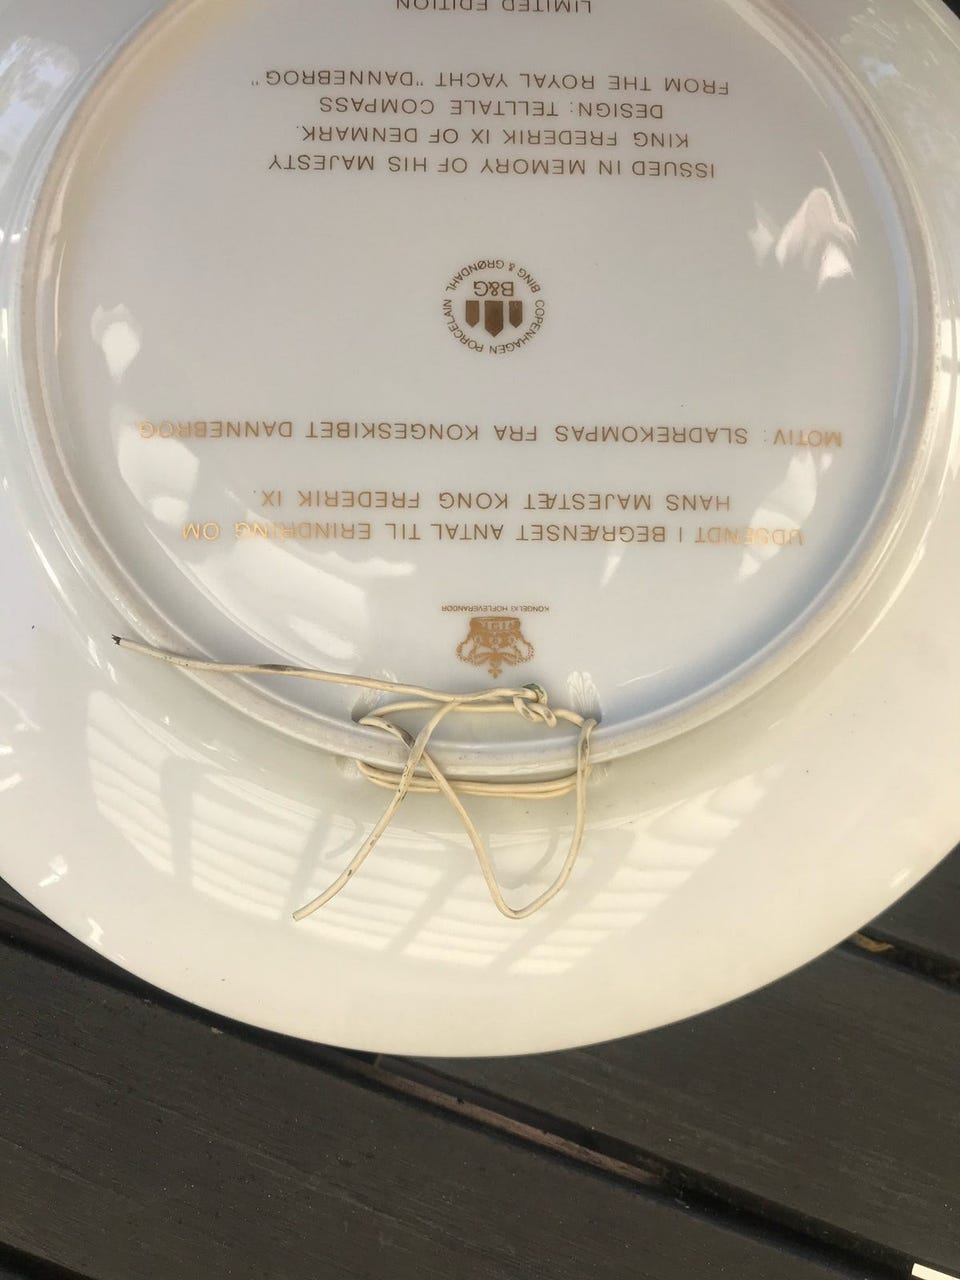 KONGELIG HOFLEVERANDØR
UDSENDT I BEGRÆNSET ANTAL TIL ERINDRING OM
HANS MAJESTÆT KONG FREDERIK IX.
MOTIV: SLADREKOMPAS FRA KONGESKIBET DANNEBROG.
COPENHAGEN PORCELAIN
B&G
BING & GRØNDAHL
ISSUED IN MEMORY OF HIS MAJESTY
KING FREDERIK IX OF DENMARK.
DESIGN: TELLTALE COMPASS
FROM THE ROYAL YACHT "DANNEBROG"
LIMITED EDITION